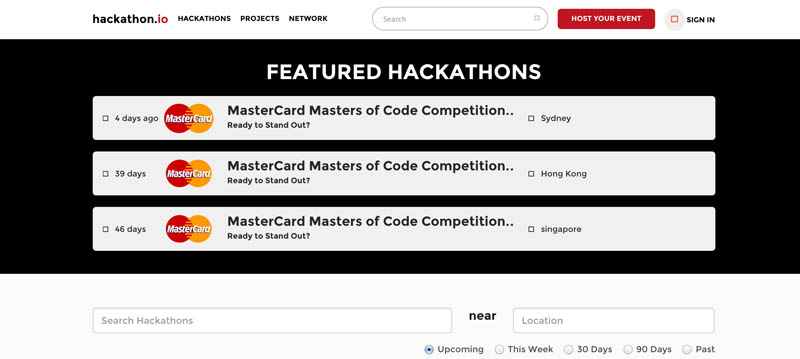 hackathon.io HACKATHONS PROJECTS NETWORK Search HOST YOUR EVENT SIGN IN
FEATURED HACKATHONS
4 days ago MasterCard MasterCard Masters of Code Competition.. Sydney
Ready to Stand Out?
39 days MasterCard MasterCard Masters of Code Competition.. Hong Kong
Ready to Stand Out?
46 days MasterCard MasterCard Masters of Code Competition.. singapore
Ready to Stand Out?
Search Hackathons near Location
Upcoming This Week 30 Days 90 Days Past